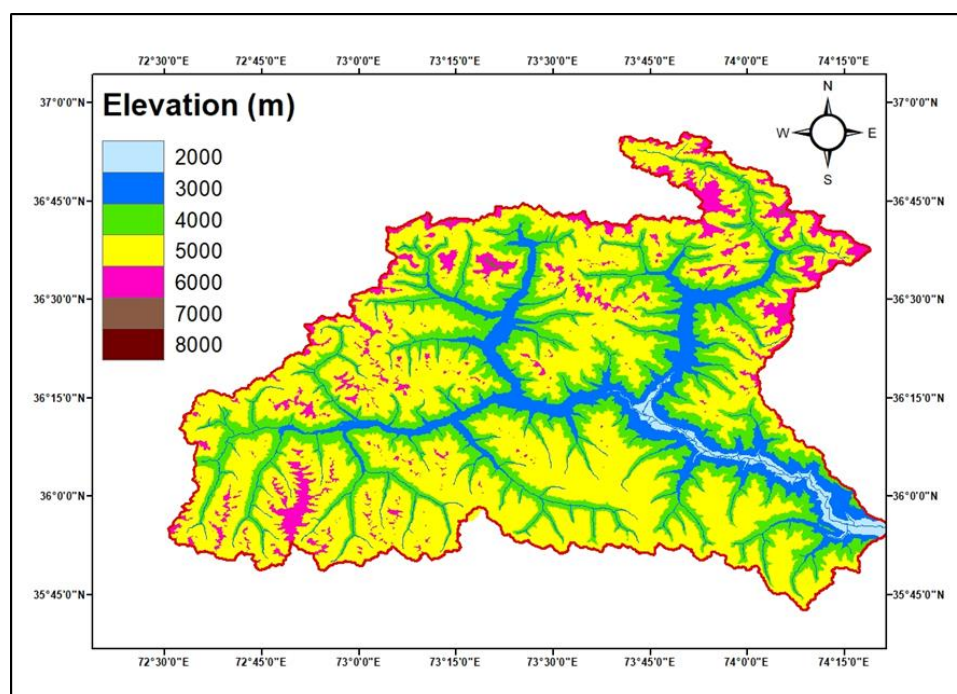 72°30'0"E 72°45'0"E 73°0'0"E 73°15'0"E 73°30'0"E 73°45'0"E 74°0'0"E 74°15'0"E
37°0'0"N 37°0'0"N
Elevation (m)
N
W E
S
2000
3000
4000
5000
6000
7000
8000
36°45'0"N 36°45'0"N
36°30'0"N 36°30'0"N
36°15'0"N 36°15'0"N
36°0'0"N 36°0'0"N
35°45'0"N 35°45'0"N
72°30'0"E 72°45'0"E 73°0'0"E 73°15'0"E 73°30'0"E 73°45'0"E 74°0'0"E 74°15'0"E